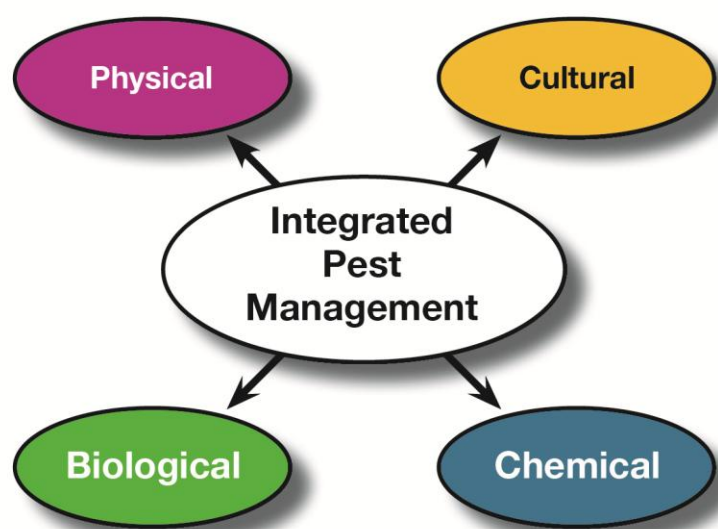 Physical
Cultural
Integrated
Pest
Management
Biological
Chemical